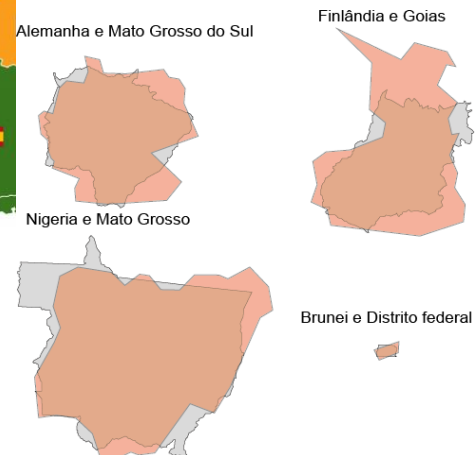 Alemanha e Mato Grosso do Sul
Finlândia e Goias
Nigeria e Mato Grosso
Brunei e Distrito federal